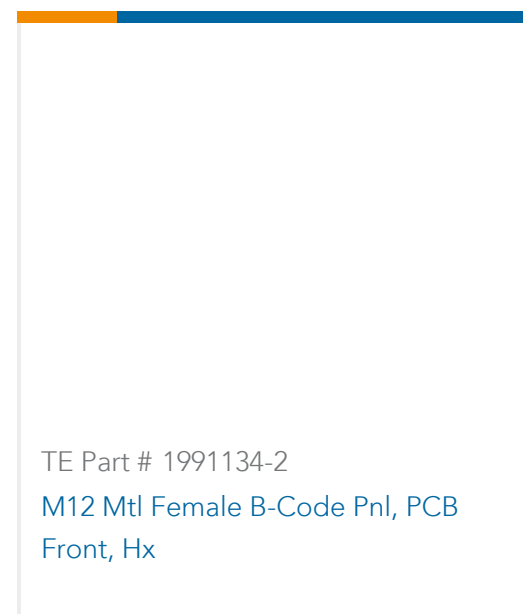 TE Part # 1991134-2
M12 Mtl Female B-Code Pnl, PCB
Front, Hx